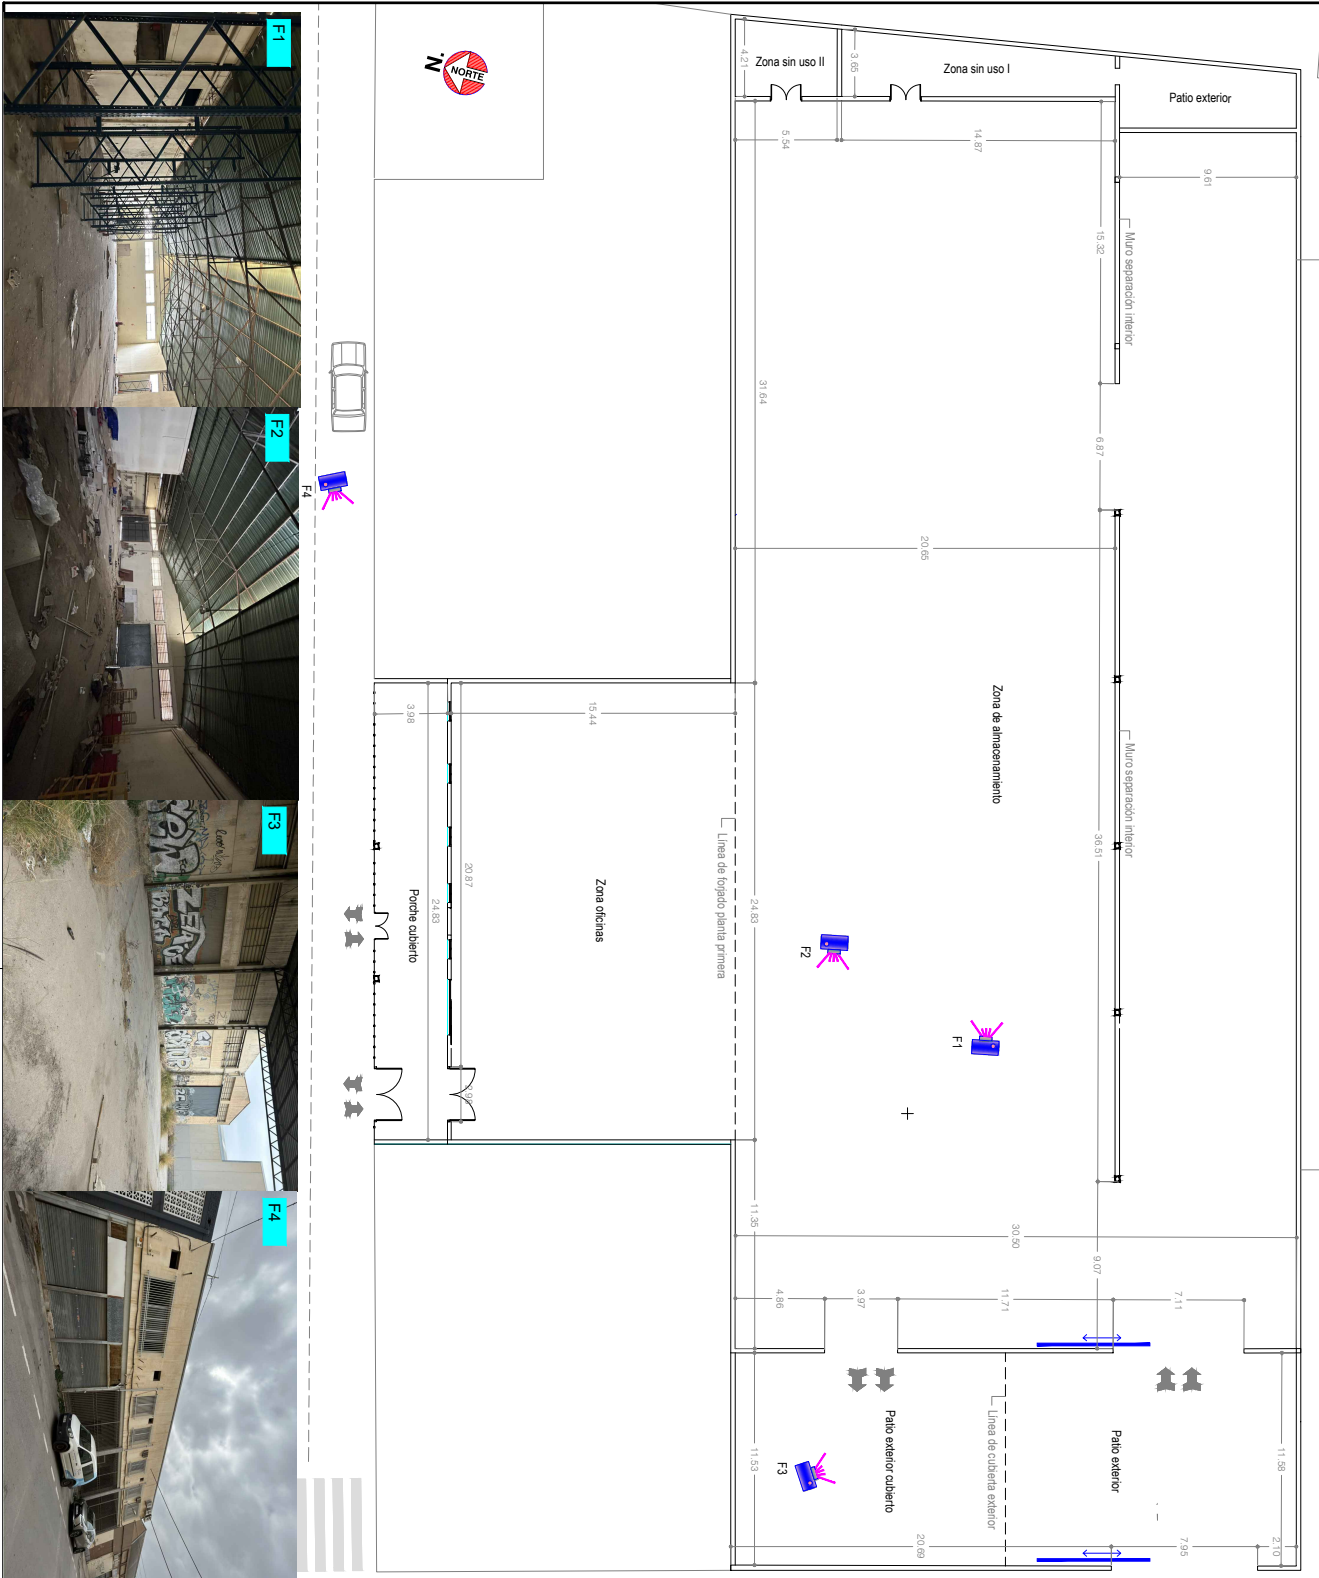 F1
F2
F3
F4
NORTE
N.
Zona sin uso II
Zona sin uso I
Patio exterior
4.21
3.65
5.54
14.87
9.61
15.32
Muro separación interior
31.64
6.87
20.65
F4
3.98
15.44
Zona de almacenamiento
Muro separación interior
36.51
Línea de forjado planta primera
24.83
20.87
24.83
Porche cubierto
Zona oficinas
F2
F1
2.98
11.35
30.50
9.07
4.86
3.97
11.71
7.11
Patio exterior cubierto
Línea de cubierta exterior
Patio exterior
11.58
11.53
F3
20.69
7.95
2.10